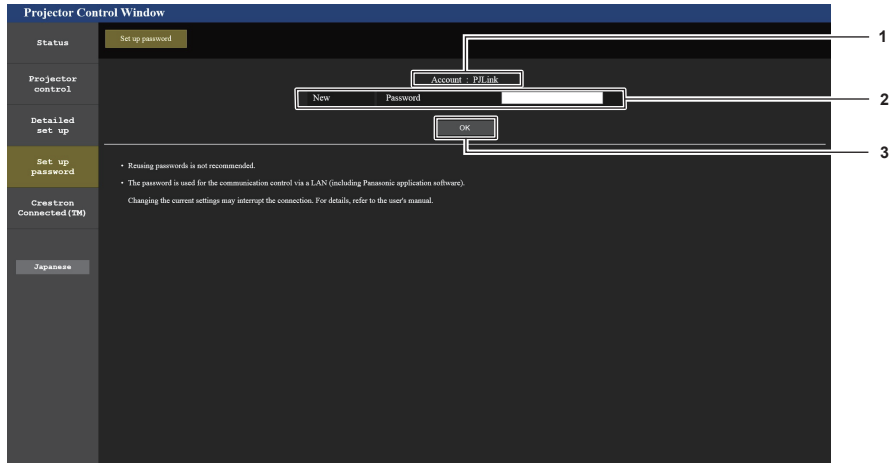 Projector Control Window
Status
Set up password
1
Projector
control
Account : PJLink
New Password
2
Detailed
set up
OK
3
Set up
password
• Reusing passwords is not recommended.
• The password is used for the communication control via a LAN (including Panasonic application software).
Changing the current settings may interrupt the connection. For details, refer to the user's manual.
Crestron
Connected(TM)
Japanese